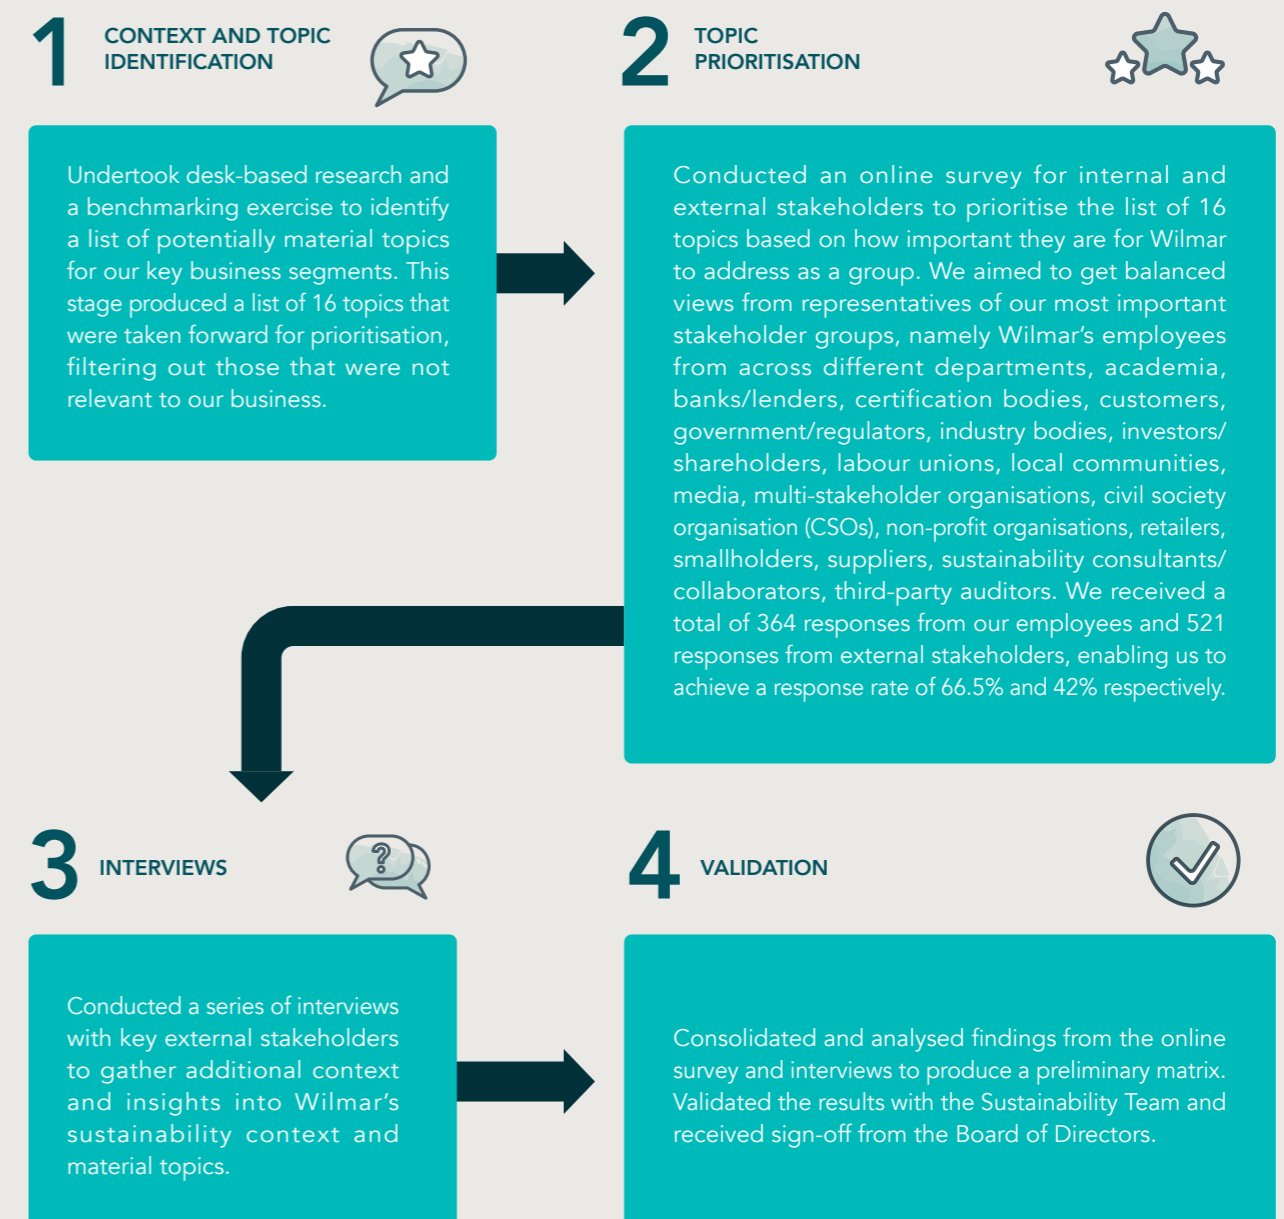 1
CONTEXT AND TOPIC
IDENTIFICATION
Undertook desk-based research and
a benchmarking exercise to identify
a list of potentially material topics
for our key business segments. This
stage produced a list of 16 topics that
were taken forward for prioritisation,
filtering out those that were not
relevant to our business.
2
TOPIC
PRIORITISATION
Conducted an online survey for internal and
external stakeholders to prioritise the list of 16
topics based on how important they are for Wilmar
to address as a group. We aimed to get balanced
views from representatives of our most important
stakeholder groups, namely Wilmar’s employees
from across different departments, academia,
banks/lenders, certification bodies, customers,
government/regulators, industry bodies, investors/
shareholders, labour unions, local communities,
media, multi-stakeholder organisations, civil society
organisation (CSOs), non-profit organisations, retailers,
smallholders, suppliers, sustainability consultants/
collaborators, third-party auditors. We received a
total of 364 responses from our employees and 521
responses from external stakeholders, enabling us to
achieve a response rate of 66.5% and 42% respectively.
3
INTERVIEWS
?
Conducted a series of interviews
with key external stakeholders
to gather additional context
and insights into Wilmar’s
sustainability context and
material topics.
4
VALIDATION
Consolidated and analysed findings from the online
survey and interviews to produce a preliminary matrix.
Validated the results with the Sustainability Team and
received sign-off from the Board of Directors.